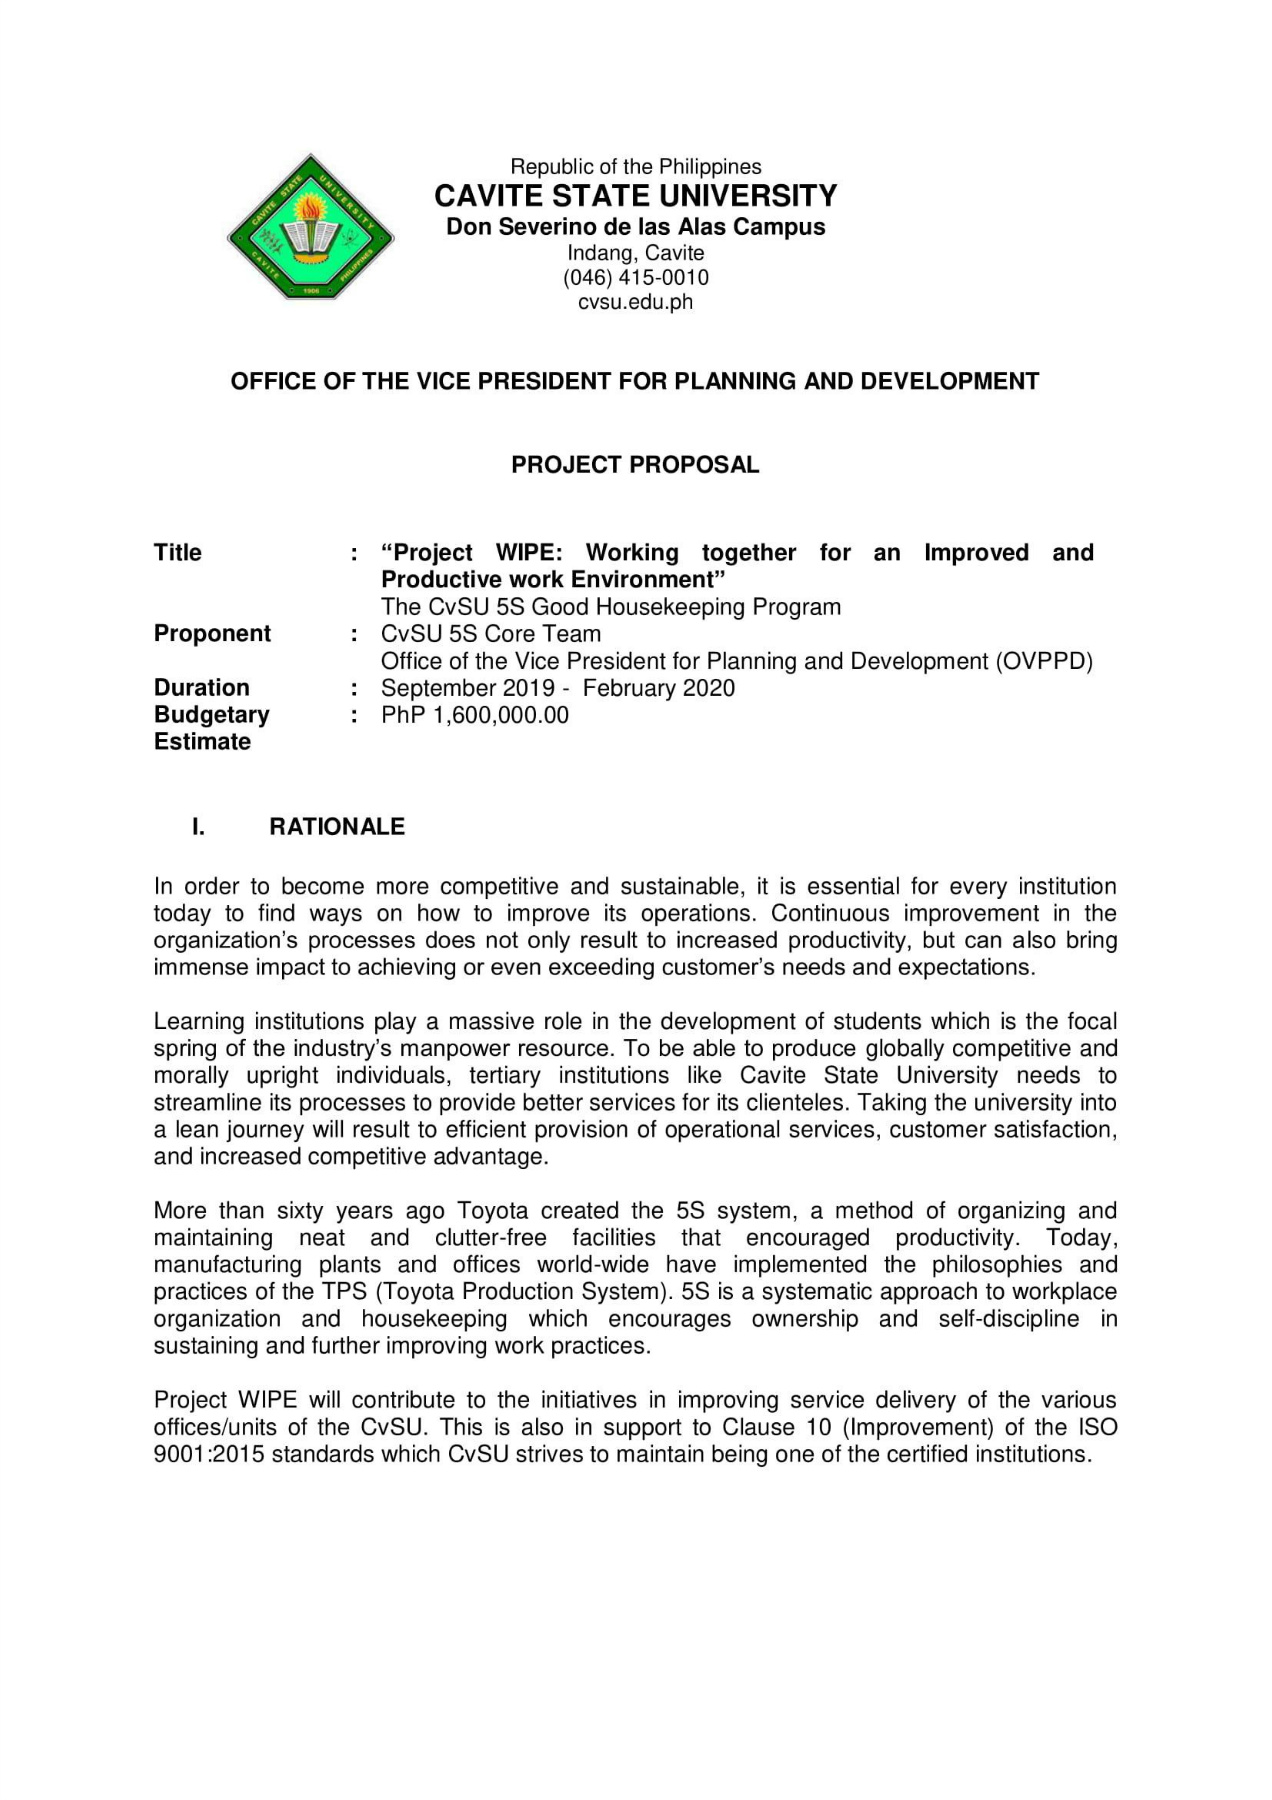 CAVITE STATE UNIVERSITY
CAVITE PHILIPPINES
1906
Republic of the Philippines
CAVITE STATE UNIVERSITY
Don Severino de las Alas Campus
Indang, Cavite
(046) 415-0010
cvsu.edu.ph
OFFICE OF THE VICE PRESIDENT FOR PLANNING AND DEVELOPMENT
PROJECT PROPOSAL
Title : “Project WIPE: Working together for an Improved and
Productive work Environment”
The CvSU 5S Good Housekeeping Program
Proponent : CvSU 5S Core Team
Office of the Vice President for Planning and Development (OVPPD)
Duration : September 2019 - February 2020
Budgetary : PhP 1,600,000.00
Estimate
I. RATIONALE
In order to become more competitive and sustainable, it is essential for every institution
today to find ways on how to improve its operations. Continuous improvement in the
organization’s processes does not only result to increased productivity, but can also bring
immense impact to achieving or even exceeding customer’s needs and expectations.
Learning institutions play a massive role in the development of students which is the focal
spring of the industry’s manpower resource. To be able to produce globally competitive and
morally upright individuals, tertiary institutions like Cavite State University needs to
streamline its processes to provide better services for its clienteles. Taking the university into
a lean journey will result to efficient provision of operational services, customer satisfaction,
and increased competitive advantage.
More than sixty years ago Toyota created the 5S system, a method of organizing and
maintaining neat and clutter-free facilities that encouraged productivity. Today,
manufacturing plants and offices world-wide have implemented the philosophies and
practices of the TPS (Toyota Production System). 5S is a systematic approach to workplace
organization and housekeeping which encourages ownership and self-discipline in
sustaining and further improving work practices.
Project WIPE will contribute to the initiatives in improving service delivery of the various
offices/units of the CvSU. This is also in support to Clause 10 (Improvement) of the ISO
9001:2015 standards which CvSU strives to maintain being one of the certified institutions.